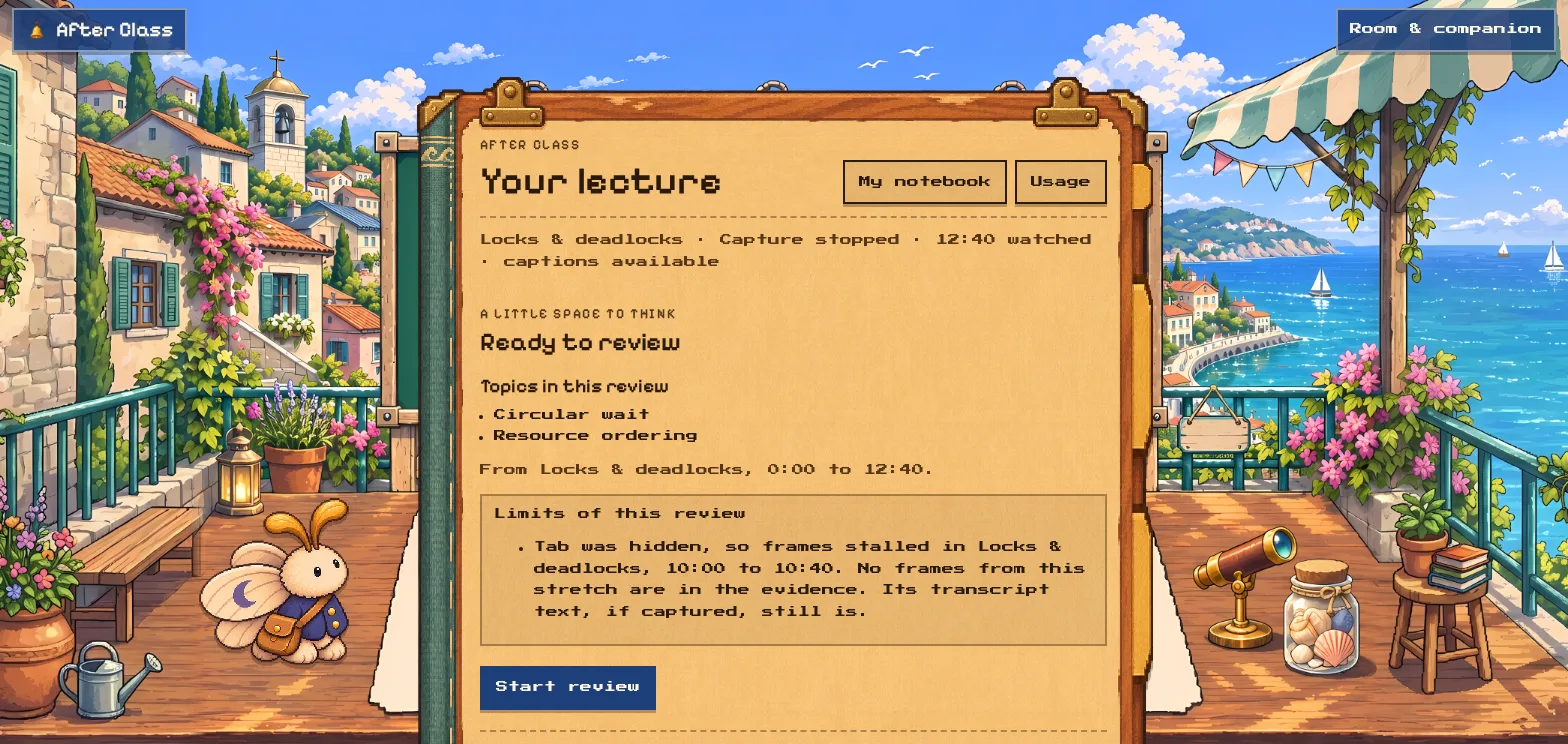 After Class
Room & companion
AFTER CLASS
Your lecture
My notebook
Usage
Locks & deadlocks · Capture stopped · 12:40 watched
· captions available
A LITTLE SPACE TO THINK
Ready to review
Topics in this review
• Circular wait
• Resource ordering
From Locks & deadlocks, 0:00 to 12:40.
Limits of this review
• Tab was hidden, so frames stalled in Locks &
deadlocks, 10:00 to 10:40. No frames from this
stretch are in the evidence. Its transcript
text, if captured, still is.
Start review